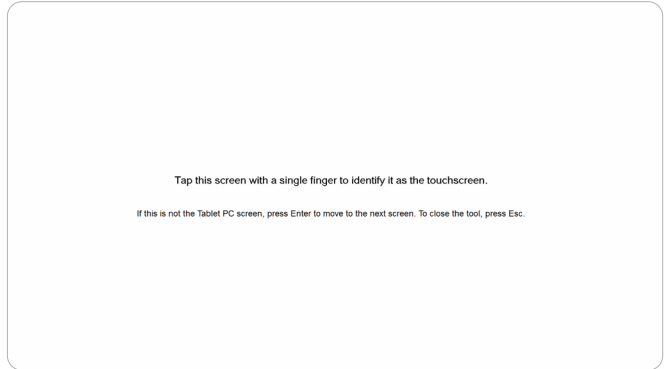 Tap this screen with a single finger to identify it as the touchscreen.
If this is not the Tablet PC screen, press Enter to move to the next screen. To close the tool, press Esc.